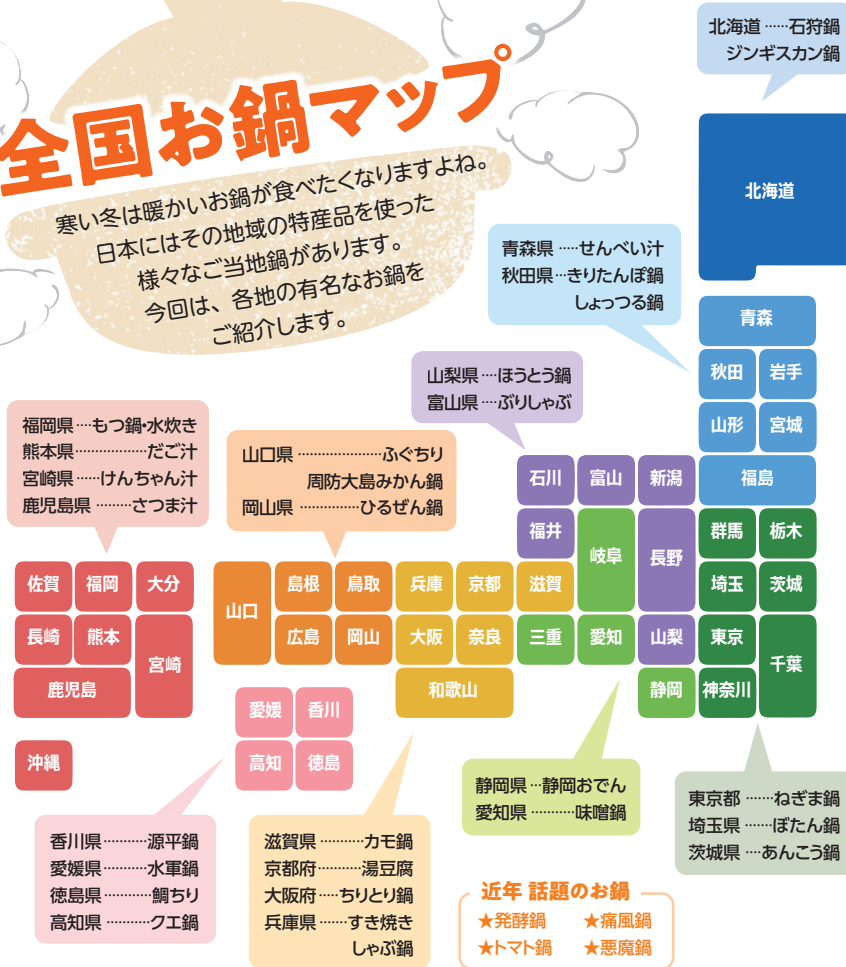 全国お鍋マップ
寒い冬は暖かいお鍋が食べたくなりますよね。
日本にはその地域の特産品を使った
様々なご当地鍋があります。
今回は、各地の有名なお鍋を
ご紹介します。
北海道……石狩鍋
ジンギスカン鍋
北海道
青森県……せんべい汁
秋田県…きりたんぽ鍋
しょっつる鍋
青森
秋田 岩手
山形 宮城
福島
山梨県…ほうとう鍋
富山県…ぶりしゃぶ
石川 富山 新潟
福井 岐阜 長野
山梨
群馬 栃木
埼玉 茨城
東京 千葉
神奈川
福岡県…もつ鍋・水炊き
熊本県………………だご汁
宮崎県……けんちゃん汁
鹿児島県………さつま汁
佐賀 福岡 大分
長崎 熊本 宮崎
鹿児島
沖縄
山口県………………ふぐちり
周防大島みかん鍋
岡山県……………ひるぜん鍋
山口 島根 鳥取
広島 岡山
兵庫 京都 滋賀
大阪 奈良
和歌山
三重 愛知
静岡
愛媛 香川
高知 徳島
静岡県…静岡おでん
愛知県…………味噌鍋
東京都……ねぎま鍋
埼玉県……ぼたん鍋
茨城県…あんこう鍋
香川県…………源平鍋
愛媛県…………水軍鍋
徳島県…………鯛ちり
高知県…………クエ鍋
滋賀県…………カモ鍋
京都府…………湯豆腐
大阪府……ちりとり鍋
兵庫県……すき焼き
しゃぶ鍋
近年 話題のお鍋
★発酵鍋 ★痛風鍋
★トマト鍋 ★悪魔鍋